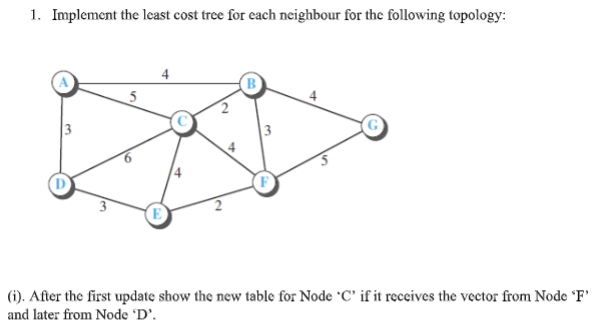 1. Implement the least cost tree for each neighbour for the following topology:
4
A
B
5
4
2
C
G
3
3
4
6
5
4
D
F
3
2
E
(i). After the first update show the new table for Node ‘C’ if it receives the vector from Node ‘F’
and later from Node ‘D’.